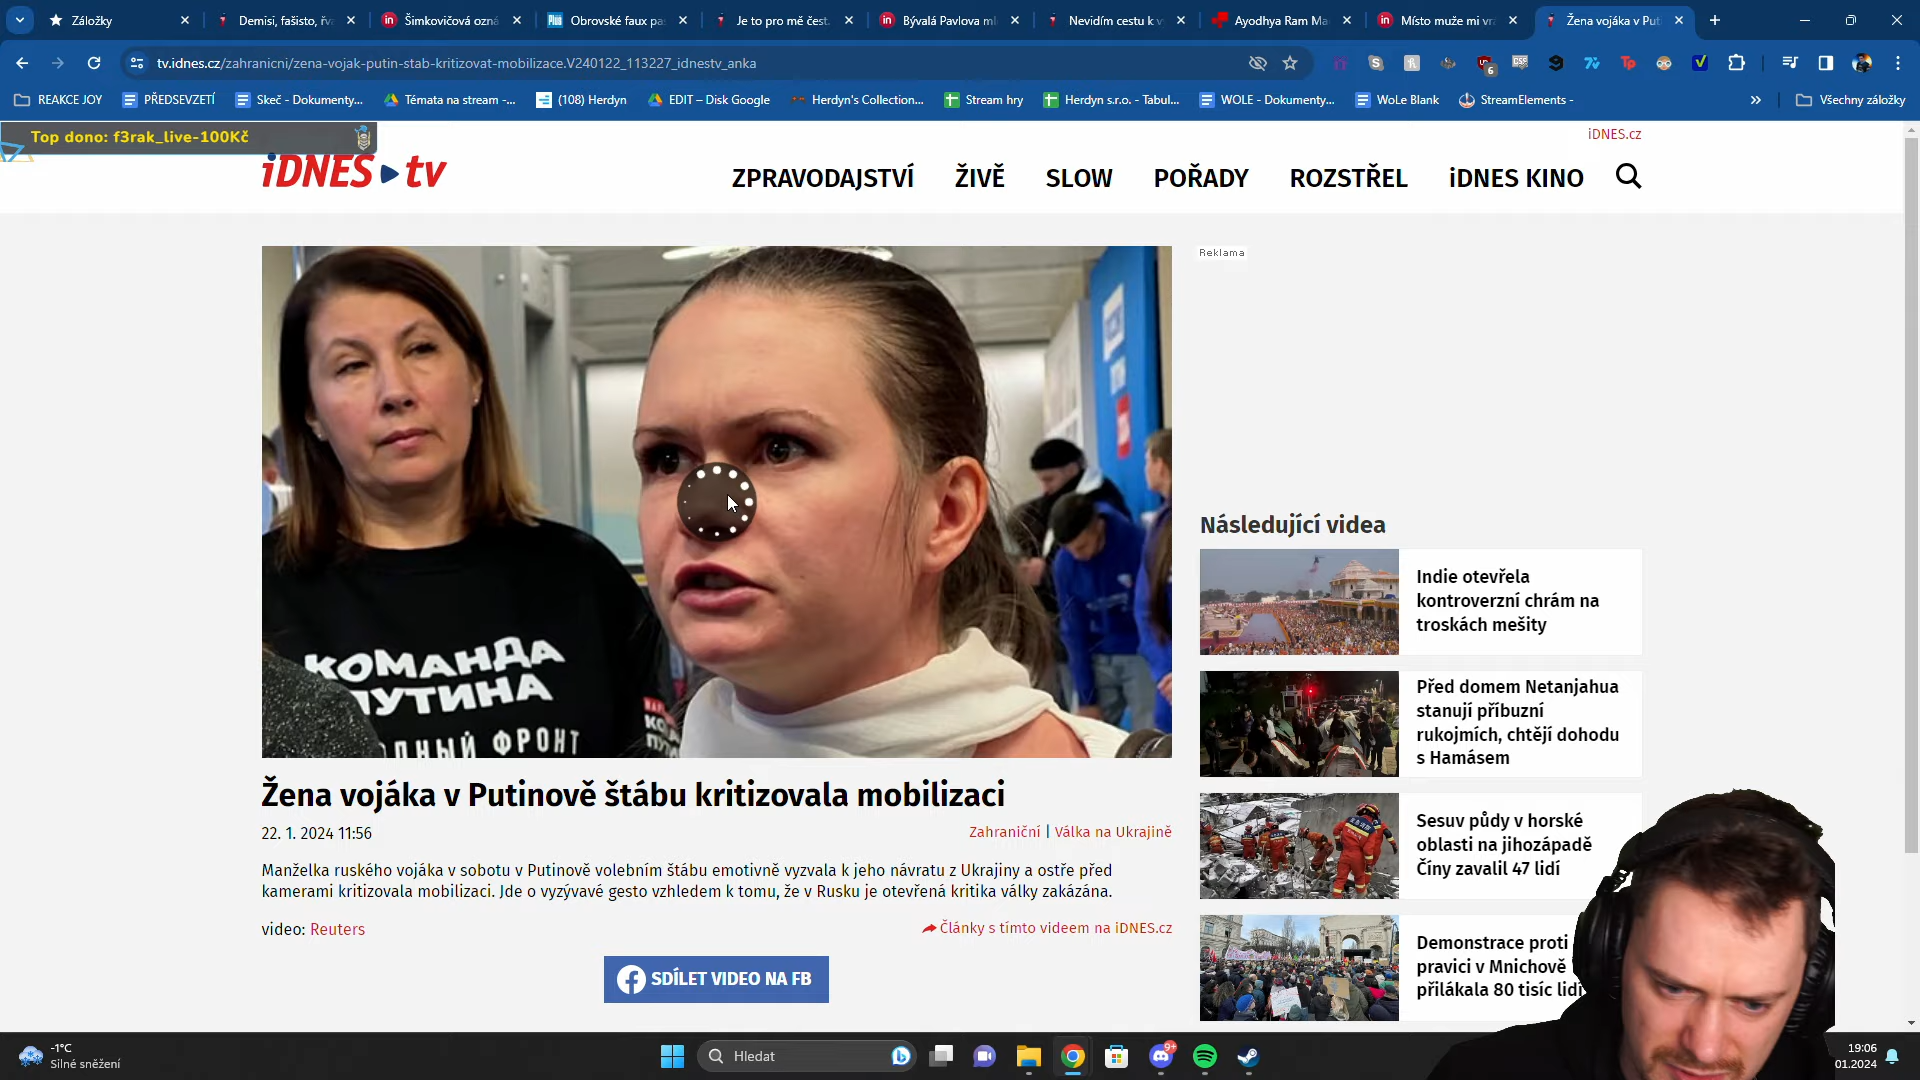 Záložky
Demisi, fašisto, řva
Šimkovičová ozná
Obrovské faux pa
Je to pro mě čest.
Bývalá Pavlova ml
Nevidím cestu k v
Ayodhya Ram Ma
Místo muže mi vr
Žena vojáka v Put
tv.idnes.cz/zahranicni/zena-vojak-putin-stab-kritizovat-mobilizace.V240122_113227_idnestv_anka
6
REAKCE JOY
PŘEDSEVZETÍ
Skeč - Dokumenty...
Témata na stream -...
(108) Herdyn
EDIT – Disk Google
Herdyn's Collection...
Stream hry
Herdyn s.r.o. - Tabul...
WOLE - Dokumenty...
WoLe Blank
StreamElements -
Všechny záložky
Top dono: f3rak_live-100Kč
iDNES.cz
iDNES tv
ZPRAVODAJSTVÍ
ŽIVĚ
SLOW
POŘADY
ROZSTŘEL
iDNES KINO
Reklama
КОМАНДА
ПУТИНА
ОДНЫЙ ФРОНТ
Následující videa
Indie otevřela
kontroverzní chrám na
troskách mešity
Před domem Netanjahua
stanují příbuzní
rukojmích, chtějí dohodu
s Hamásem
Sesuv půdy v horské
oblasti na jihozápadě
Číny zavalil 47 lidí
Demonstrace proti
pravici v Mnichově
přilákala 80 tisíc lidí
Žena vojáka v Putinově štábu kritizovala mobilizaci
22. 1. 2024 11:56
Zahraniční | Válka na Ukrajině
Manželka ruského vojáka v sobotu v Putinově volebním štábu emotivně vyzvala k jeho návratu z Ukrajiny a ostře před
kamerami kritizovala mobilizaci. Jde o vyzývavé gesto vzhledem k tomu, že v Rusku je otevřená kritika války zakázána.
video: Reuters
Články s tímto videem na iDNES.cz
SDÍLET VIDEO NA FB
-1°C
Silné sněžení
Hledat
9+
19:06
01.2024